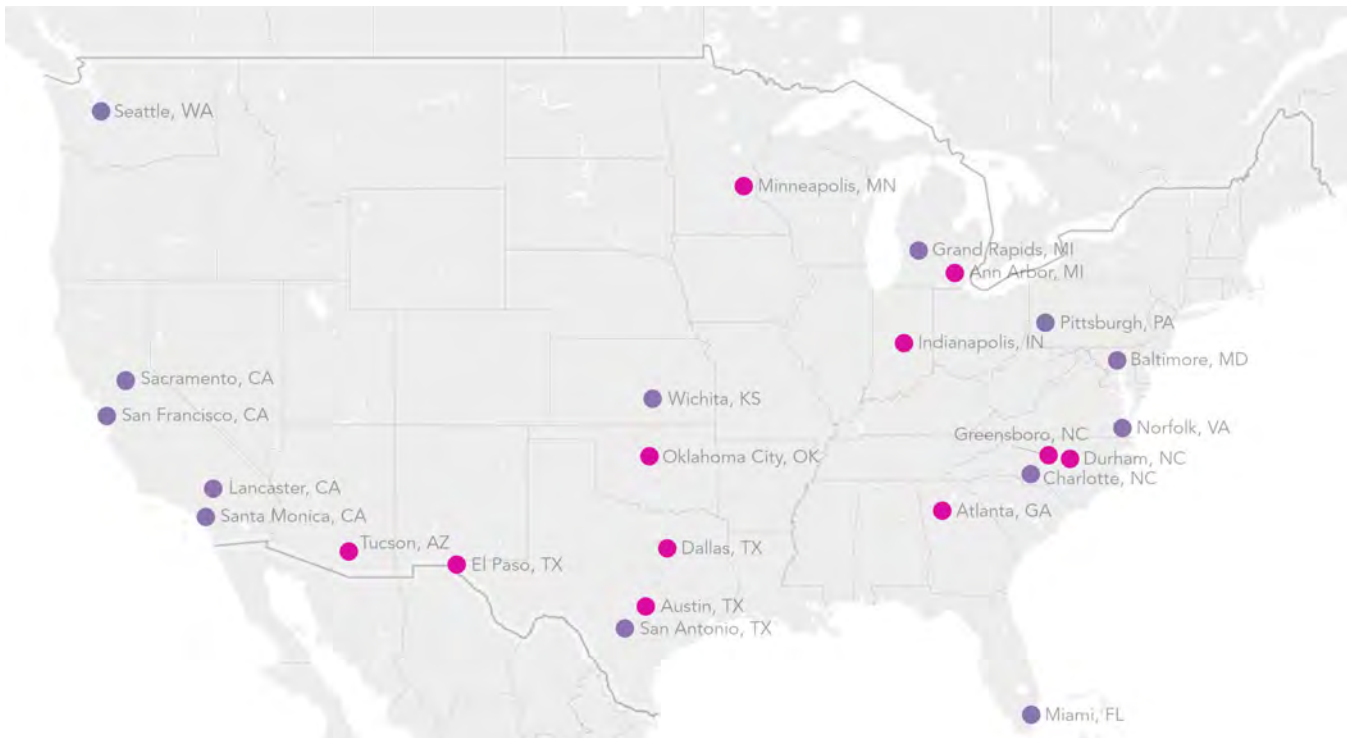 Seattle, WA
Minneapolis, MN
Grand Rapids, MI
Ann Arbor, MI
Pittsburgh, PA
Indianapolis, IN
Baltimore, MD
Sacramento, CA
Wichita, KS
San Francisco, CA
Norfolk, VA
Greensboro, NC
Oklahoma City, OK
Durham, NC
Charlotte, NC
Lancaster, CA
Atlanta, GA
Santa Monica, CA
Tucson, AZ
Dallas, TX
El Paso, TX
Austin, TX
San Antonio, TX
Miami, FL